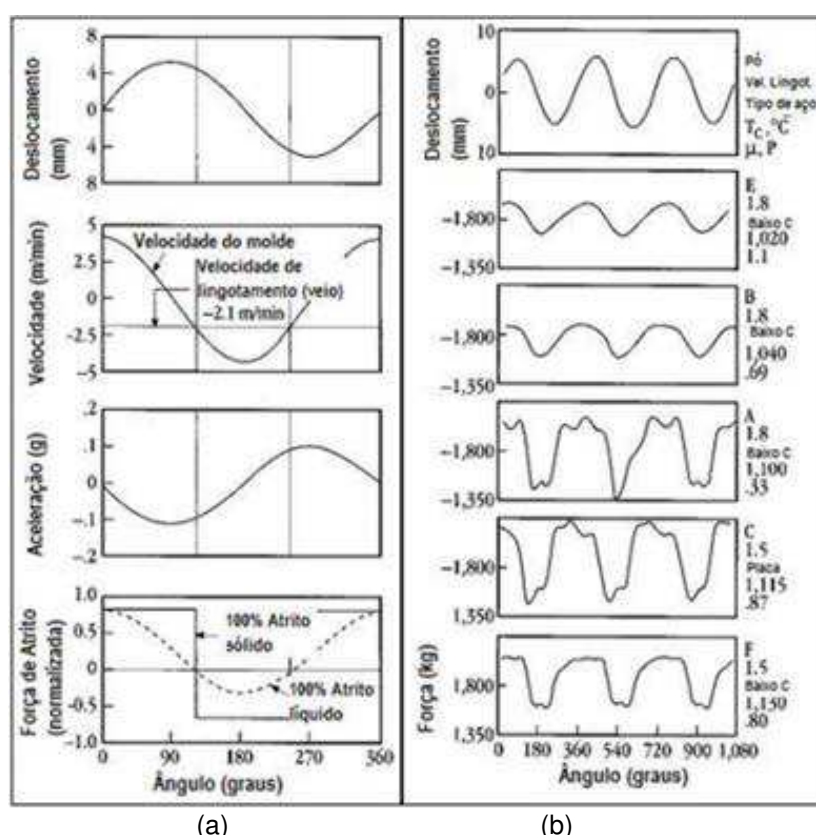 8
4
0
4
8
Deslocamento
(mm)
5
2.5
0
-2.5
-5
Velocidade (m/min)
Velocidade do molde
Velocidade de
lingotamento (veio)
-2.1 m/min
.2
.1
0
-.1
-.2
Aceleração (g)
1.0
0.5
0
-0.5
1.0
Força de Atrito
(normalizada)
100% Atrito
sólido
100% Atrito
líquido
0 90 180 270 360
Ângulo (graus)
(a)
10
0
10
Deslocamento
(mm)
Pó
Vel. Lingot.
Tipo de aço
T_C, °C
μ, P
-1,800
-1,350
E
1.8
Baixo C
1,020
1.1
-1,800
-1,350
B
1.8
Baixo C
1,040
.69
-1,800
-1,350
A
1.8
Baixo C
1,100
.33
-1,800
1,350
C
1.5
Placa
1,115
.87
1,800
1,350
Força (kg)
F
1.5
Baixo C
1,150
.80
0 180 360 540 720 900 1,080
Ângulo (graus)
(b)